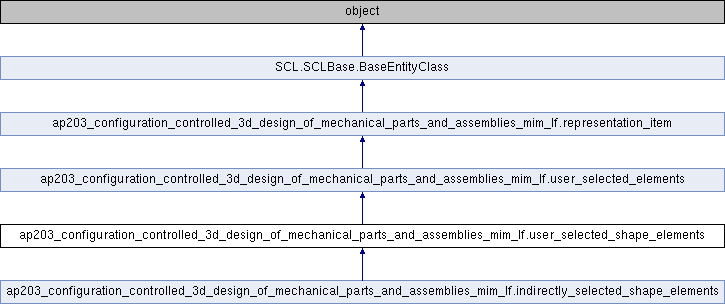 object
SCL.SCLBase.BaseEntityClass
ap203_configuration_controlled_3d_design_of_mechanical_parts_and_assemblies_mim_lf.representation_item
ap203_configuration_controlled_3d_design_of_mechanical_parts_and_assemblies_mim_lf.user_selected_elements
ap203_configuration_controlled_3d_design_of_mechanical_parts_and_assemblies_mim_lf.user_selected_shape_elements
ap203_configuration_controlled_3d_design_of_mechanical_parts_and_assemblies_mim_lf.indirectly_selected_shape_elements